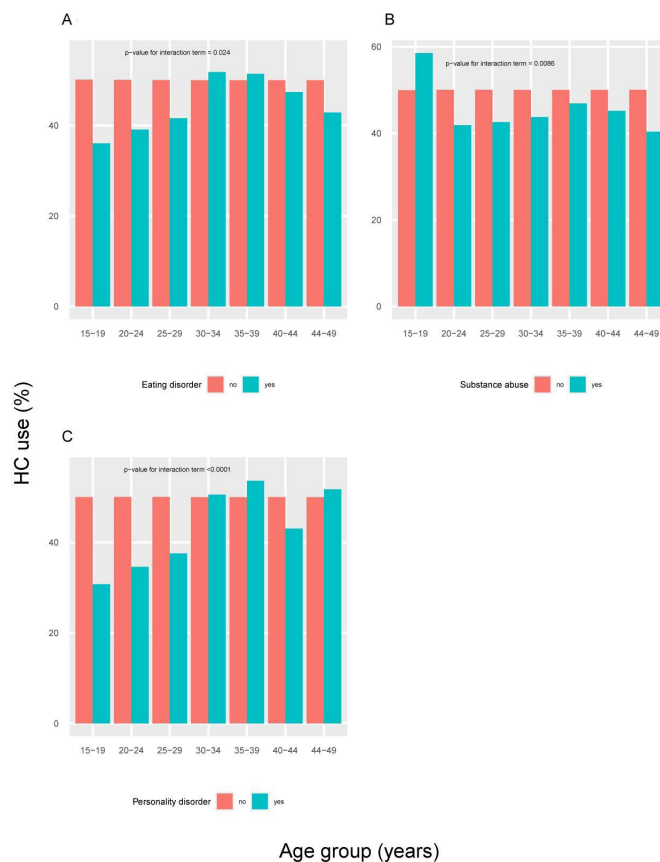 A
p-value for interaction term = 0.024
40
20
0
15-19 20-24 25-29 30-34 35-39 40-44 44-49
Eating disorder no yes
B
p-value for interaction term = 0.0086
60
40
20
0
15-19 20-24 25-29 30-34 35-39 40-44 44-49
Substance abuse no yes
HC use (%)
C
p-value for interaction term <0.0001
40
20
0
15-19 20-24 25-29 30-34 35-39 40-44 44-49
Personality disorder no yes
Age group (years)